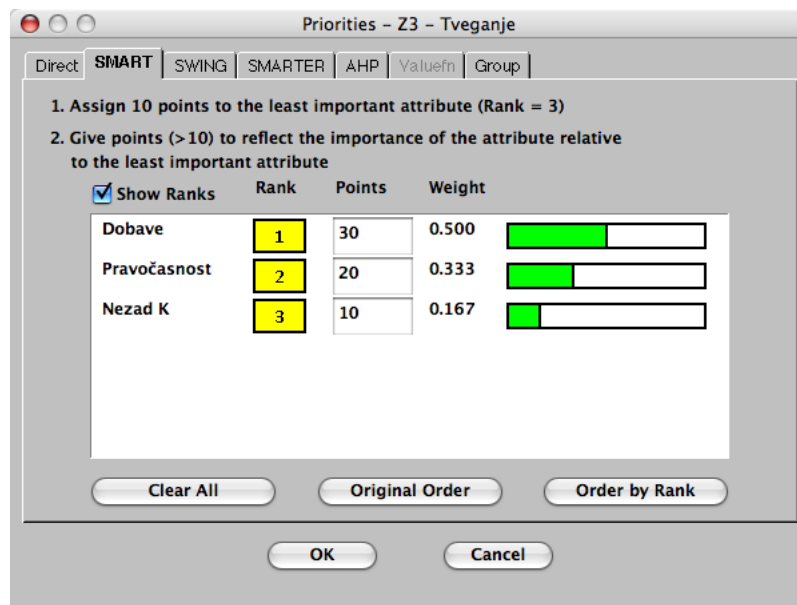 Priorities – Z3 – Tveganje
Direct SMART SWING SMARTER AHP Valuefn Group
1. Assign 10 points to the least important attribute (Rank = 3)
2. Give points (>10) to reflect the importance of the attribute relative
to the least important attribute
Show Ranks Rank Points Weight
Dobave 1 30 0.500
Pravočasnost 2 20 0.333
Nezad K 3 10 0.167
Clear All Original Order Order by Rank
OK Cancel